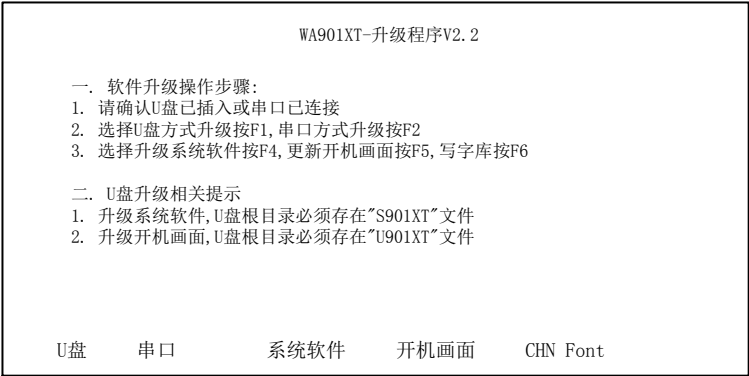 WA901XT-升级程序V2.2
一. 软件升级操作步骤:
1. 请确认U盘已插入或串口已连接
2. 选择U盘方式升级按F1,串口方式升级按F2
3. 选择升级系统软件按F4,更新开机画面按F5,写字库按F6
二. U盘升级相关提示
1. 升级系统软件,U盘根目录必须存在"S901XT"文件
2. 升级开机画面,U盘根目录必须存在"U901XT"文件
U盘 串口 系统软件 开机画面 CHN Font